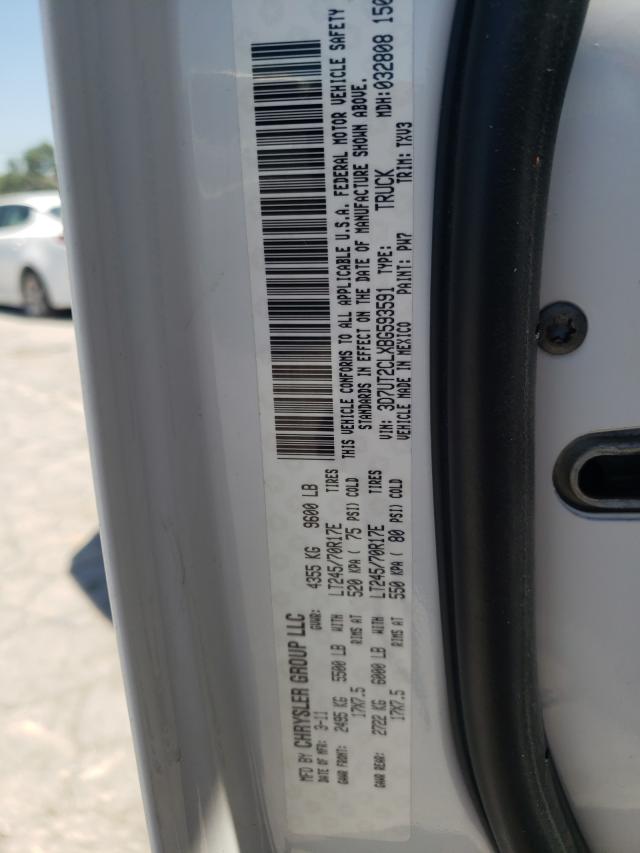 MFD BY CHRYSLER GROUP LLC
DATE OF MFR: 3-11 GVWR: 4355 KG 9600 LB
GAWR FRONT: 2495 KG 5500 LB WITH LT245/70R17E TIRES
17X7.5 RIMS AT 520 KPA ( 75 PSI) COLD
GAWR REAR: 2722 KG 6000 LB WITH LT245/70R17E TIRES
17X7.5 RIMS AT 550 KPA ( 80 PSI) COLD
THIS VEHICLE CONFORMS TO ALL APPLICABLE U.S.A. FEDERAL MOTOR VEHICLE SAFETY
STANDARDS IN EFFECT ON THE DATE OF MANUFACTURE SHOWN ABOVE.
VIN: 3D7UT2CLXBG593591 TYPE: TRUCK MDH:032808 150
VEHICLE MADE IN MEXICO PAINT: PW7 TRIM: TXV3